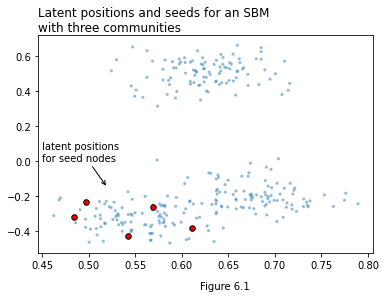 Latent positions and seeds for an SBM
with three communities
0.6
0.4
0.2
0.0
−0.2
−0.4
latent positions
for seed nodes
0.45 0.50 0.55 0.60 0.65 0.70 0.75 0.80
Figure 6.1